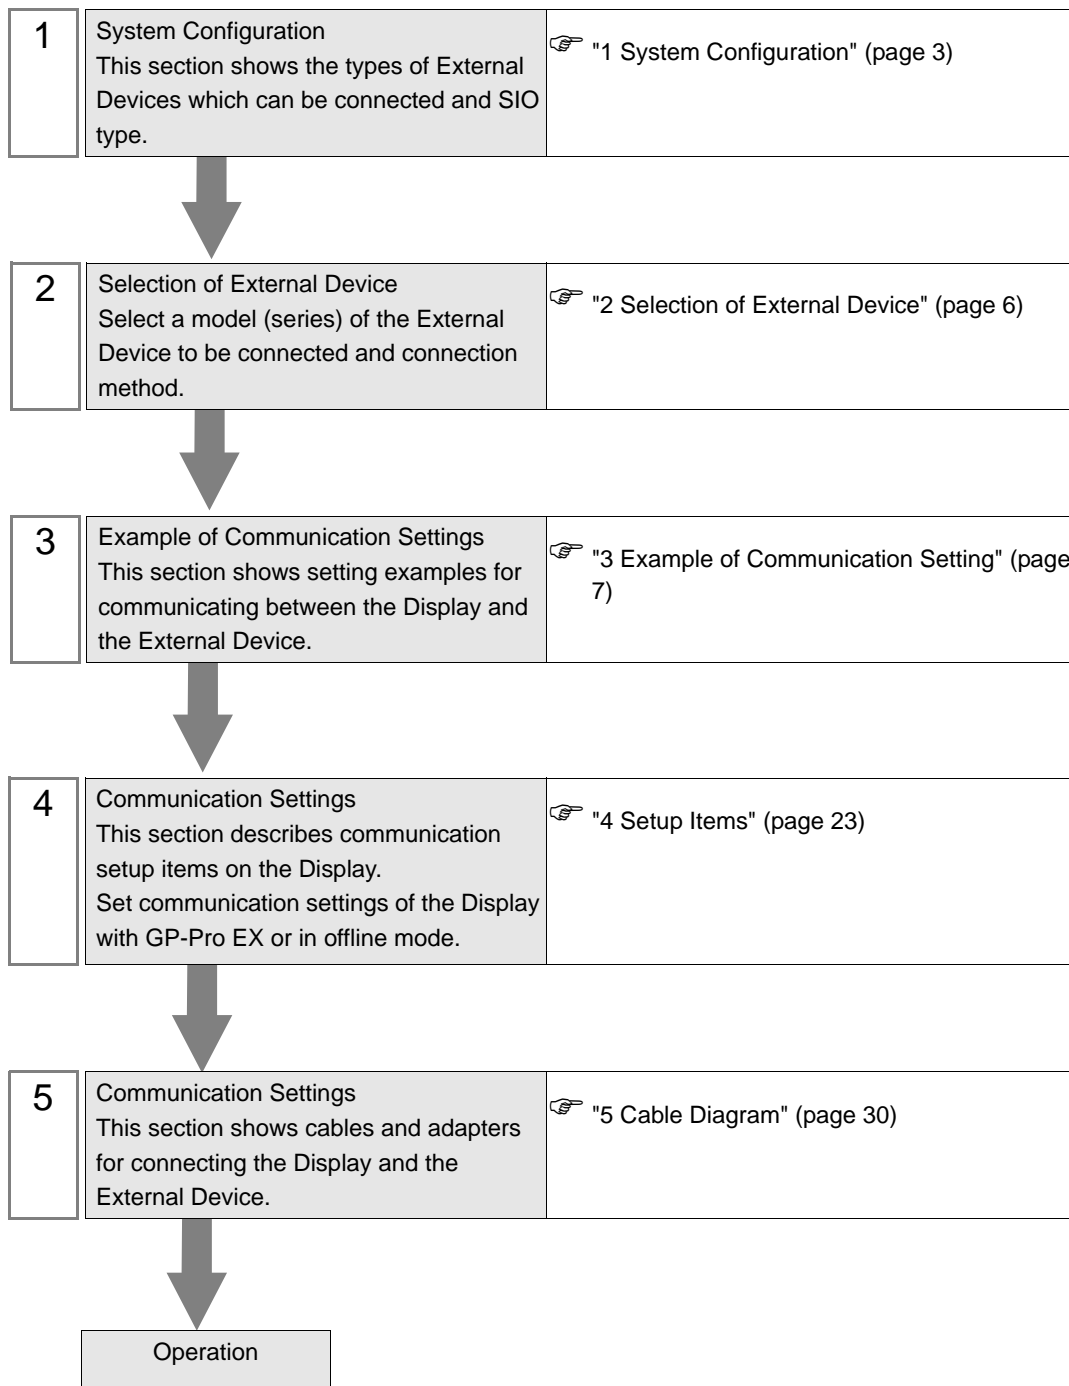 1
System Configuration
This section shows the types of External
Devices which can be connected and SIO
type.
"1 System Configuration" (page 3)
2
Selection of External Device
Select a model (series) of the External
Device to be connected and connection
method.
"2 Selection of External Device" (page 6)
3
Example of Communication Settings
This section shows setting examples for
communicating between the Display and
the External Device.
"3 Example of Communication Setting" (page
7)
4
Communication Settings
This section describes communication
setup items on the Display.
Set communication settings of the Display
with GP-Pro EX or in offline mode.
"4 Setup Items" (page 23)
5
Communication Settings
This section shows cables and adapters
for connecting the Display and the
External Device.
"5 Cable Diagram" (page 30)
Operation